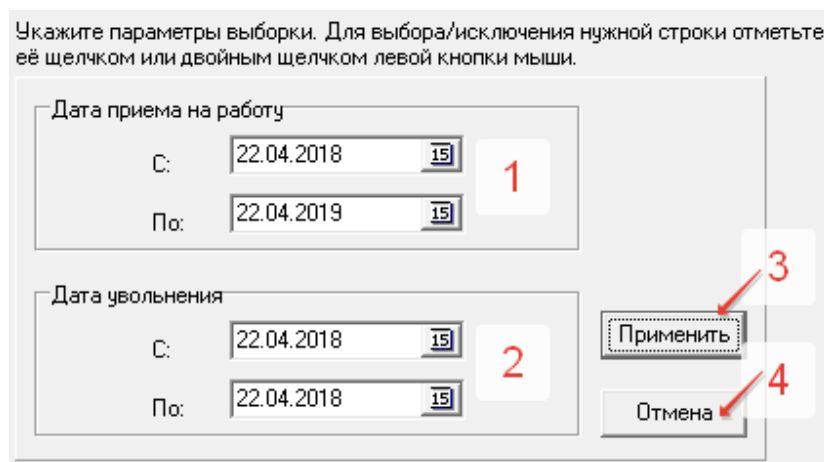 Укажите параметры выборки. Для выбора/исключения нужной строки отметьте
её щелчком или двойным щелчком левой кнопки мыши.
Дата приема на работу
С: 22.04.2018 15
1
По: 22.04.2019 15
Дата увольнения
С: 22.04.2018 15
2
По: 22.04.2018 15
3
Применить
4
Отмена